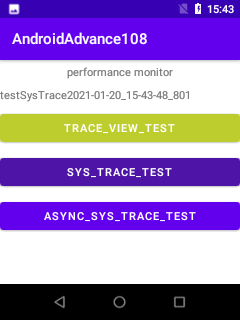 15:43
AndroidAdvance108
performance monitor
testSysTrace2021-01-20_15-43-48_801
TRACE_VIEW_TEST
SYS_TRACE_TEST
ASYNC_SYS_TRACE_TEST